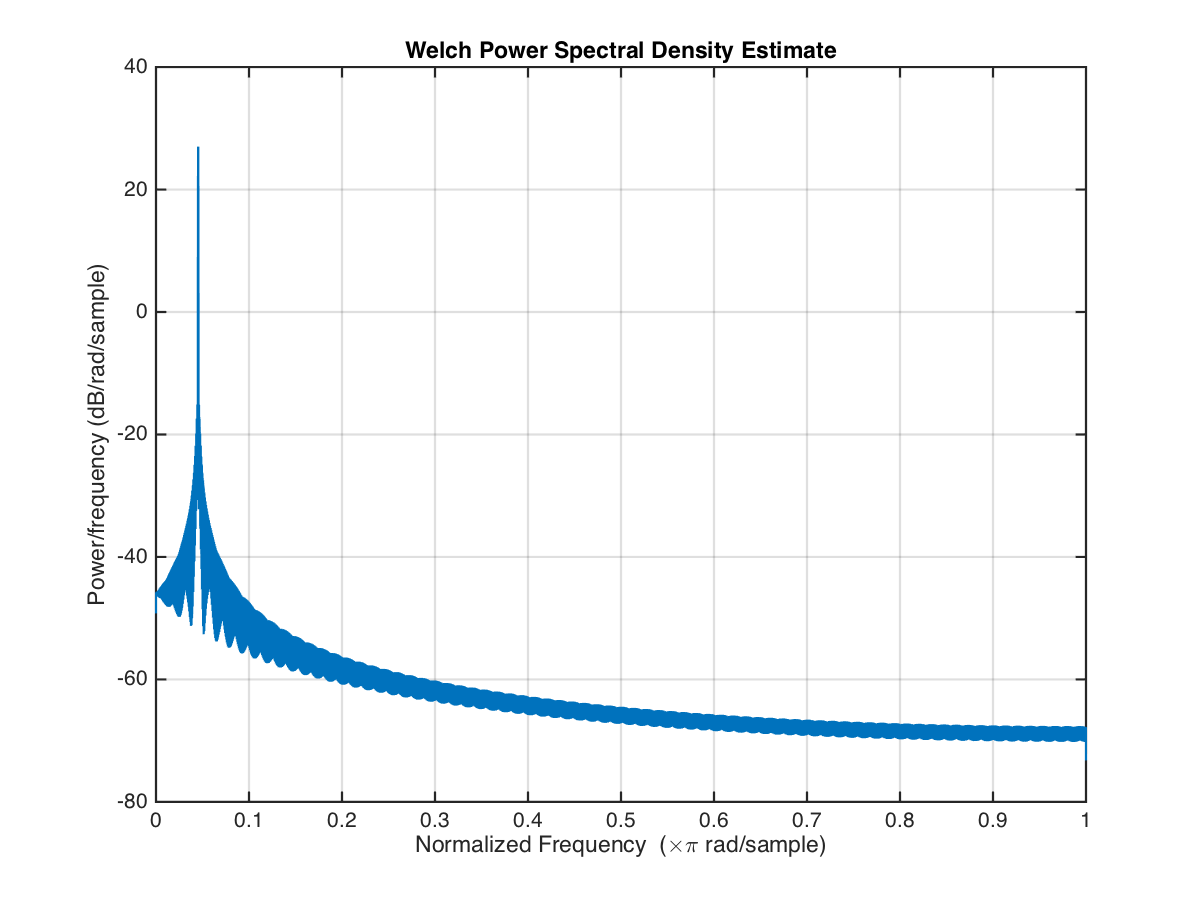 Welch Power Spectral Density Estimate
40
20
0
-20
-40
-60
-80
Power/frequency (dB/rad/sample)
0 0.1 0.2 0.3 0.4 0.5 0.6 0.7 0.8 0.9 1
Normalized Frequency (×π rad/sample)